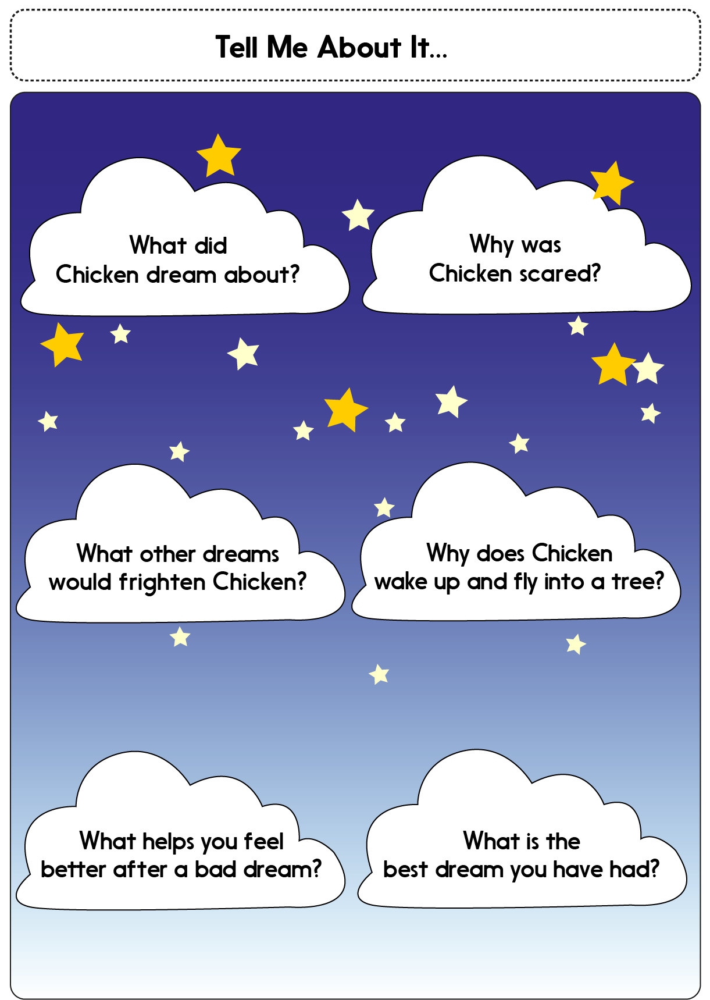 Tell Me About It...
What did
Chicken dream about?
Why was
Chicken scared?
What other dreams
would frighten Chicken?
Why does Chicken
wake up and fly into a tree?
What helps you feel
better after a bad dream?
What is the
best dream you have had?